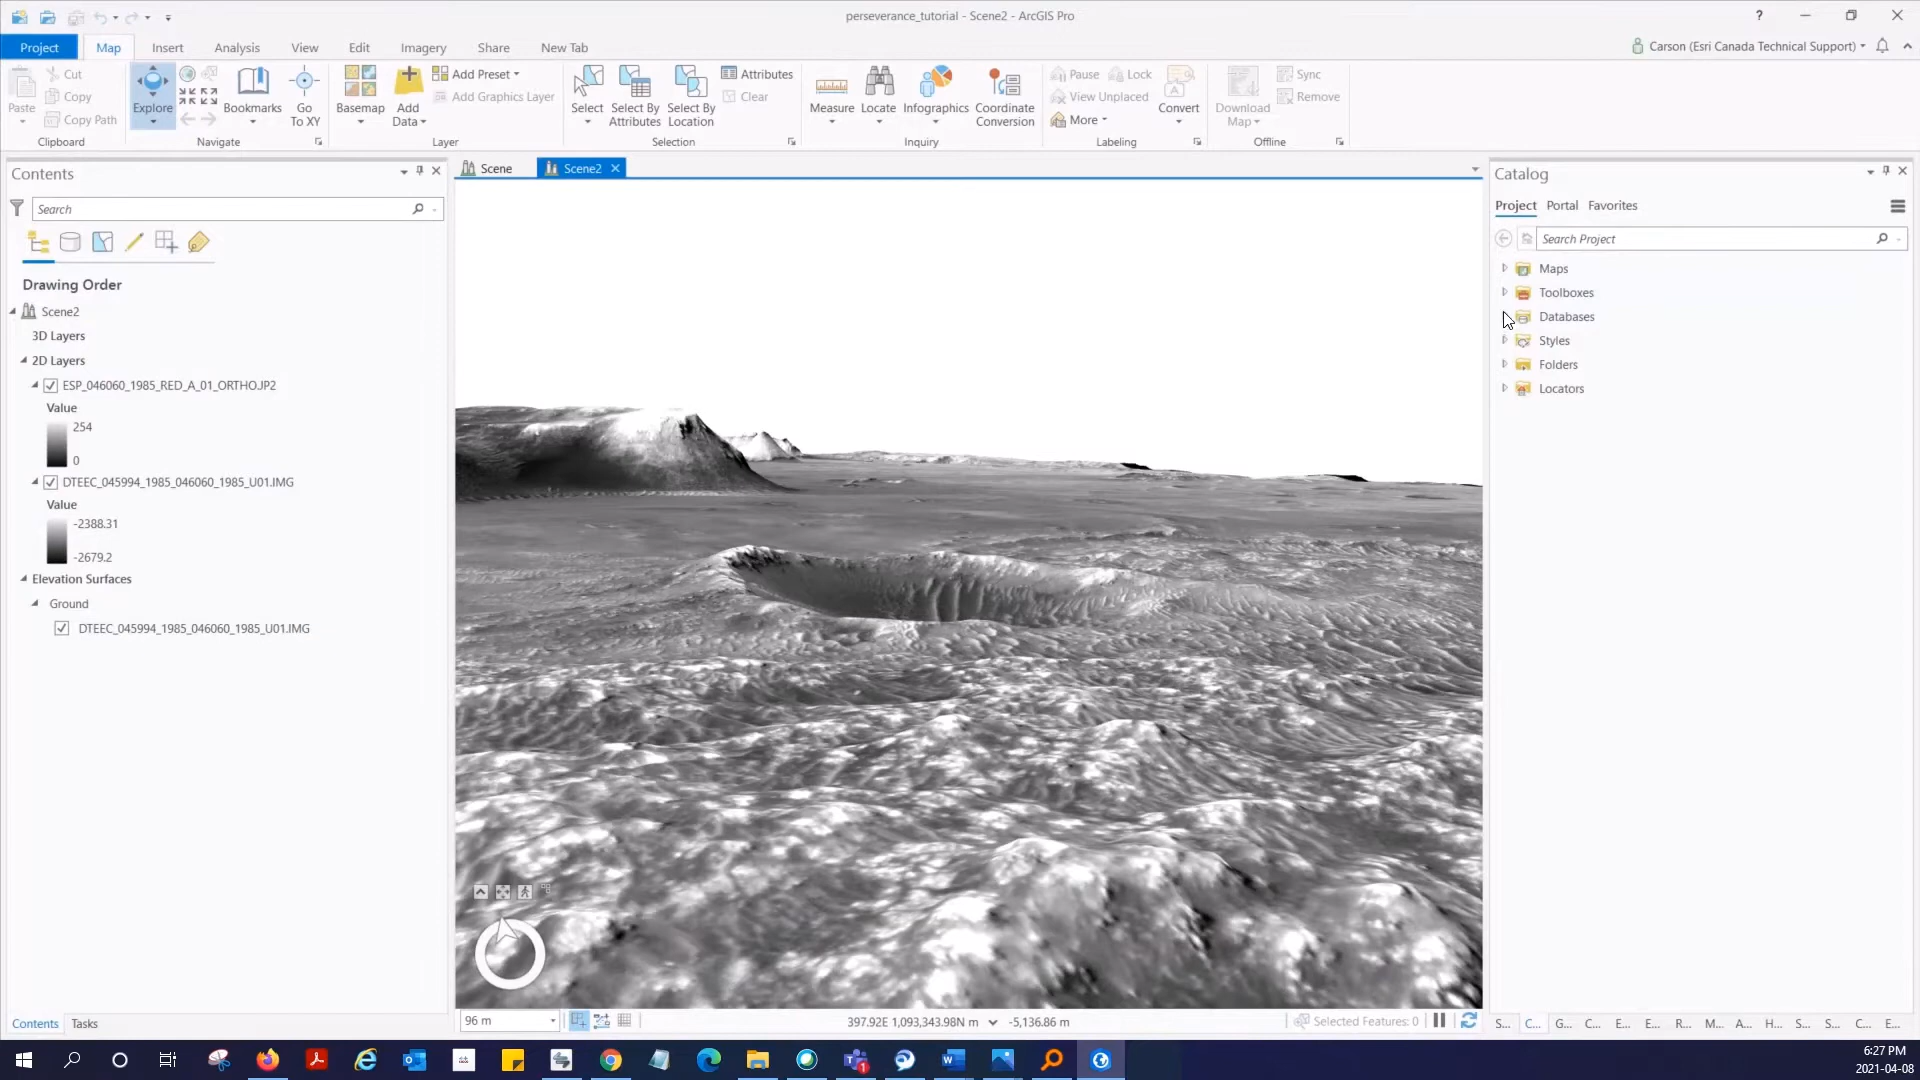 perseverance_tutorial - Scene2 - ArcGIS Pro
?
Project Map Insert Analysis View Edit Imagery Share New Tab
Carson (Esri Canada Technical Support)
Paste
Cut
Copy
Copy Path
Clipboard
Explore
Bookmarks
Go To XY
Navigate
Basemap
Add Data
Add Preset
Add Graphics Layer
Layer
Select
Select By Attributes
Select By Location
Attributes
Clear
Selection
Measure
Locate
Infographics
Coordinate Conversion
Inquiry
Pause
Lock
View Unplaced
More
Convert
Labeling
Download Map
Sync
Remove
Offline
Contents
Search
Drawing Order
Scene2
3D Layers
2D Layers
ESP_046060_1985_RED_A_01_ORTHO.JP2
Value
254
0
DTEEC_045994_1985_046060_1985_U01.IMG
Value
-2388.31
-2679.2
Elevation Surfaces
Ground
DTEEC_045994_1985_046060_1985_U01.IMG
Contents Tasks
Scene Scene2
96 m
397.92E 1,093,343.98N m
-5,136.86 m
Selected Features: 0
Catalog
Project Portal Favorites
Search Project
Maps
Toolboxes
Databases
Styles
Folders
Locators
S... C... G... C... E... E... R... M... A... H... S... S... C... E...
6:27 PM
2021-04-08